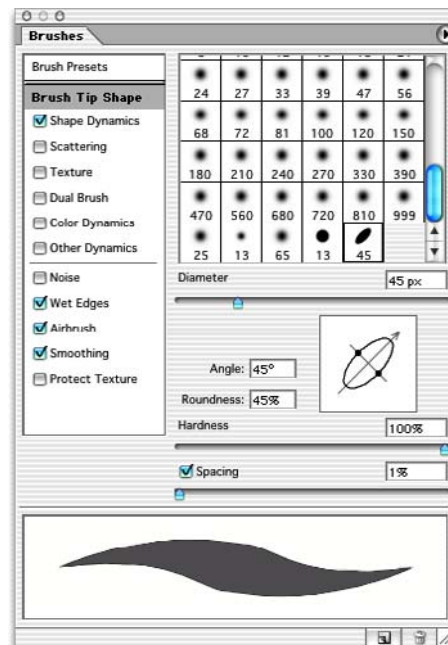 Brushes
Brush Presets
Brush Tip Shape
Shape Dynamics
Scattering
Texture
Dual Brush
Color Dynamics
Other Dynamics
Noise
Wet Edges
Airbrush
Smoothing
Protect Texture
24 27 33 39 47 56
68 72 81 100 120 150
180 210 240 270 330 390
470 560 680 720 810 999
25 13 65 13 45
Diameter 45 px
Angle: 45°
Roundness: 45%
Hardness 100%
Spacing 1%